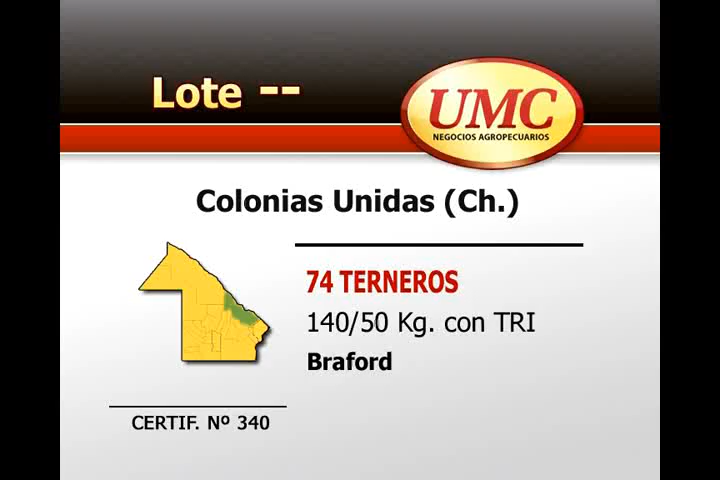 Lote --
UMC
NEGOCIOS AGROPECUARIOS
Colonias Unidas (Ch.)
74 TERNEROS
140/50 Kg. con TRI
Braford
CERTIF. Nº 340